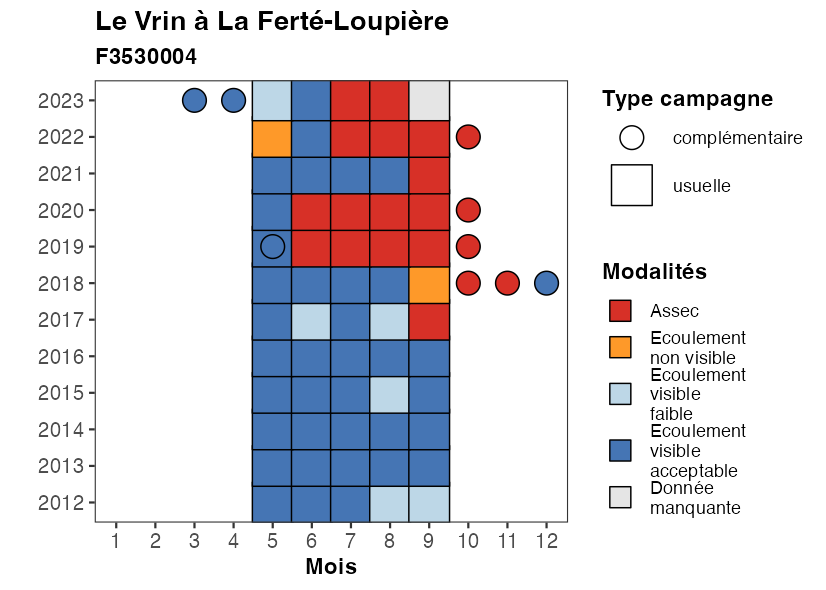 Le Vrin à La Ferté-Loupière
F3530004
2023
2022
2021
2020
2019
2018
2017
2016
2015
2014
2013
2012
1 2 3 4 5 6 7 8 9 10 11 12
Mois
Type campagne
complémentaire
usuelle
Modalités
Assec
Ecoulement
non visible
Ecoulement
visible
faible
Ecoulement
visible
acceptable
Donnée
manquante